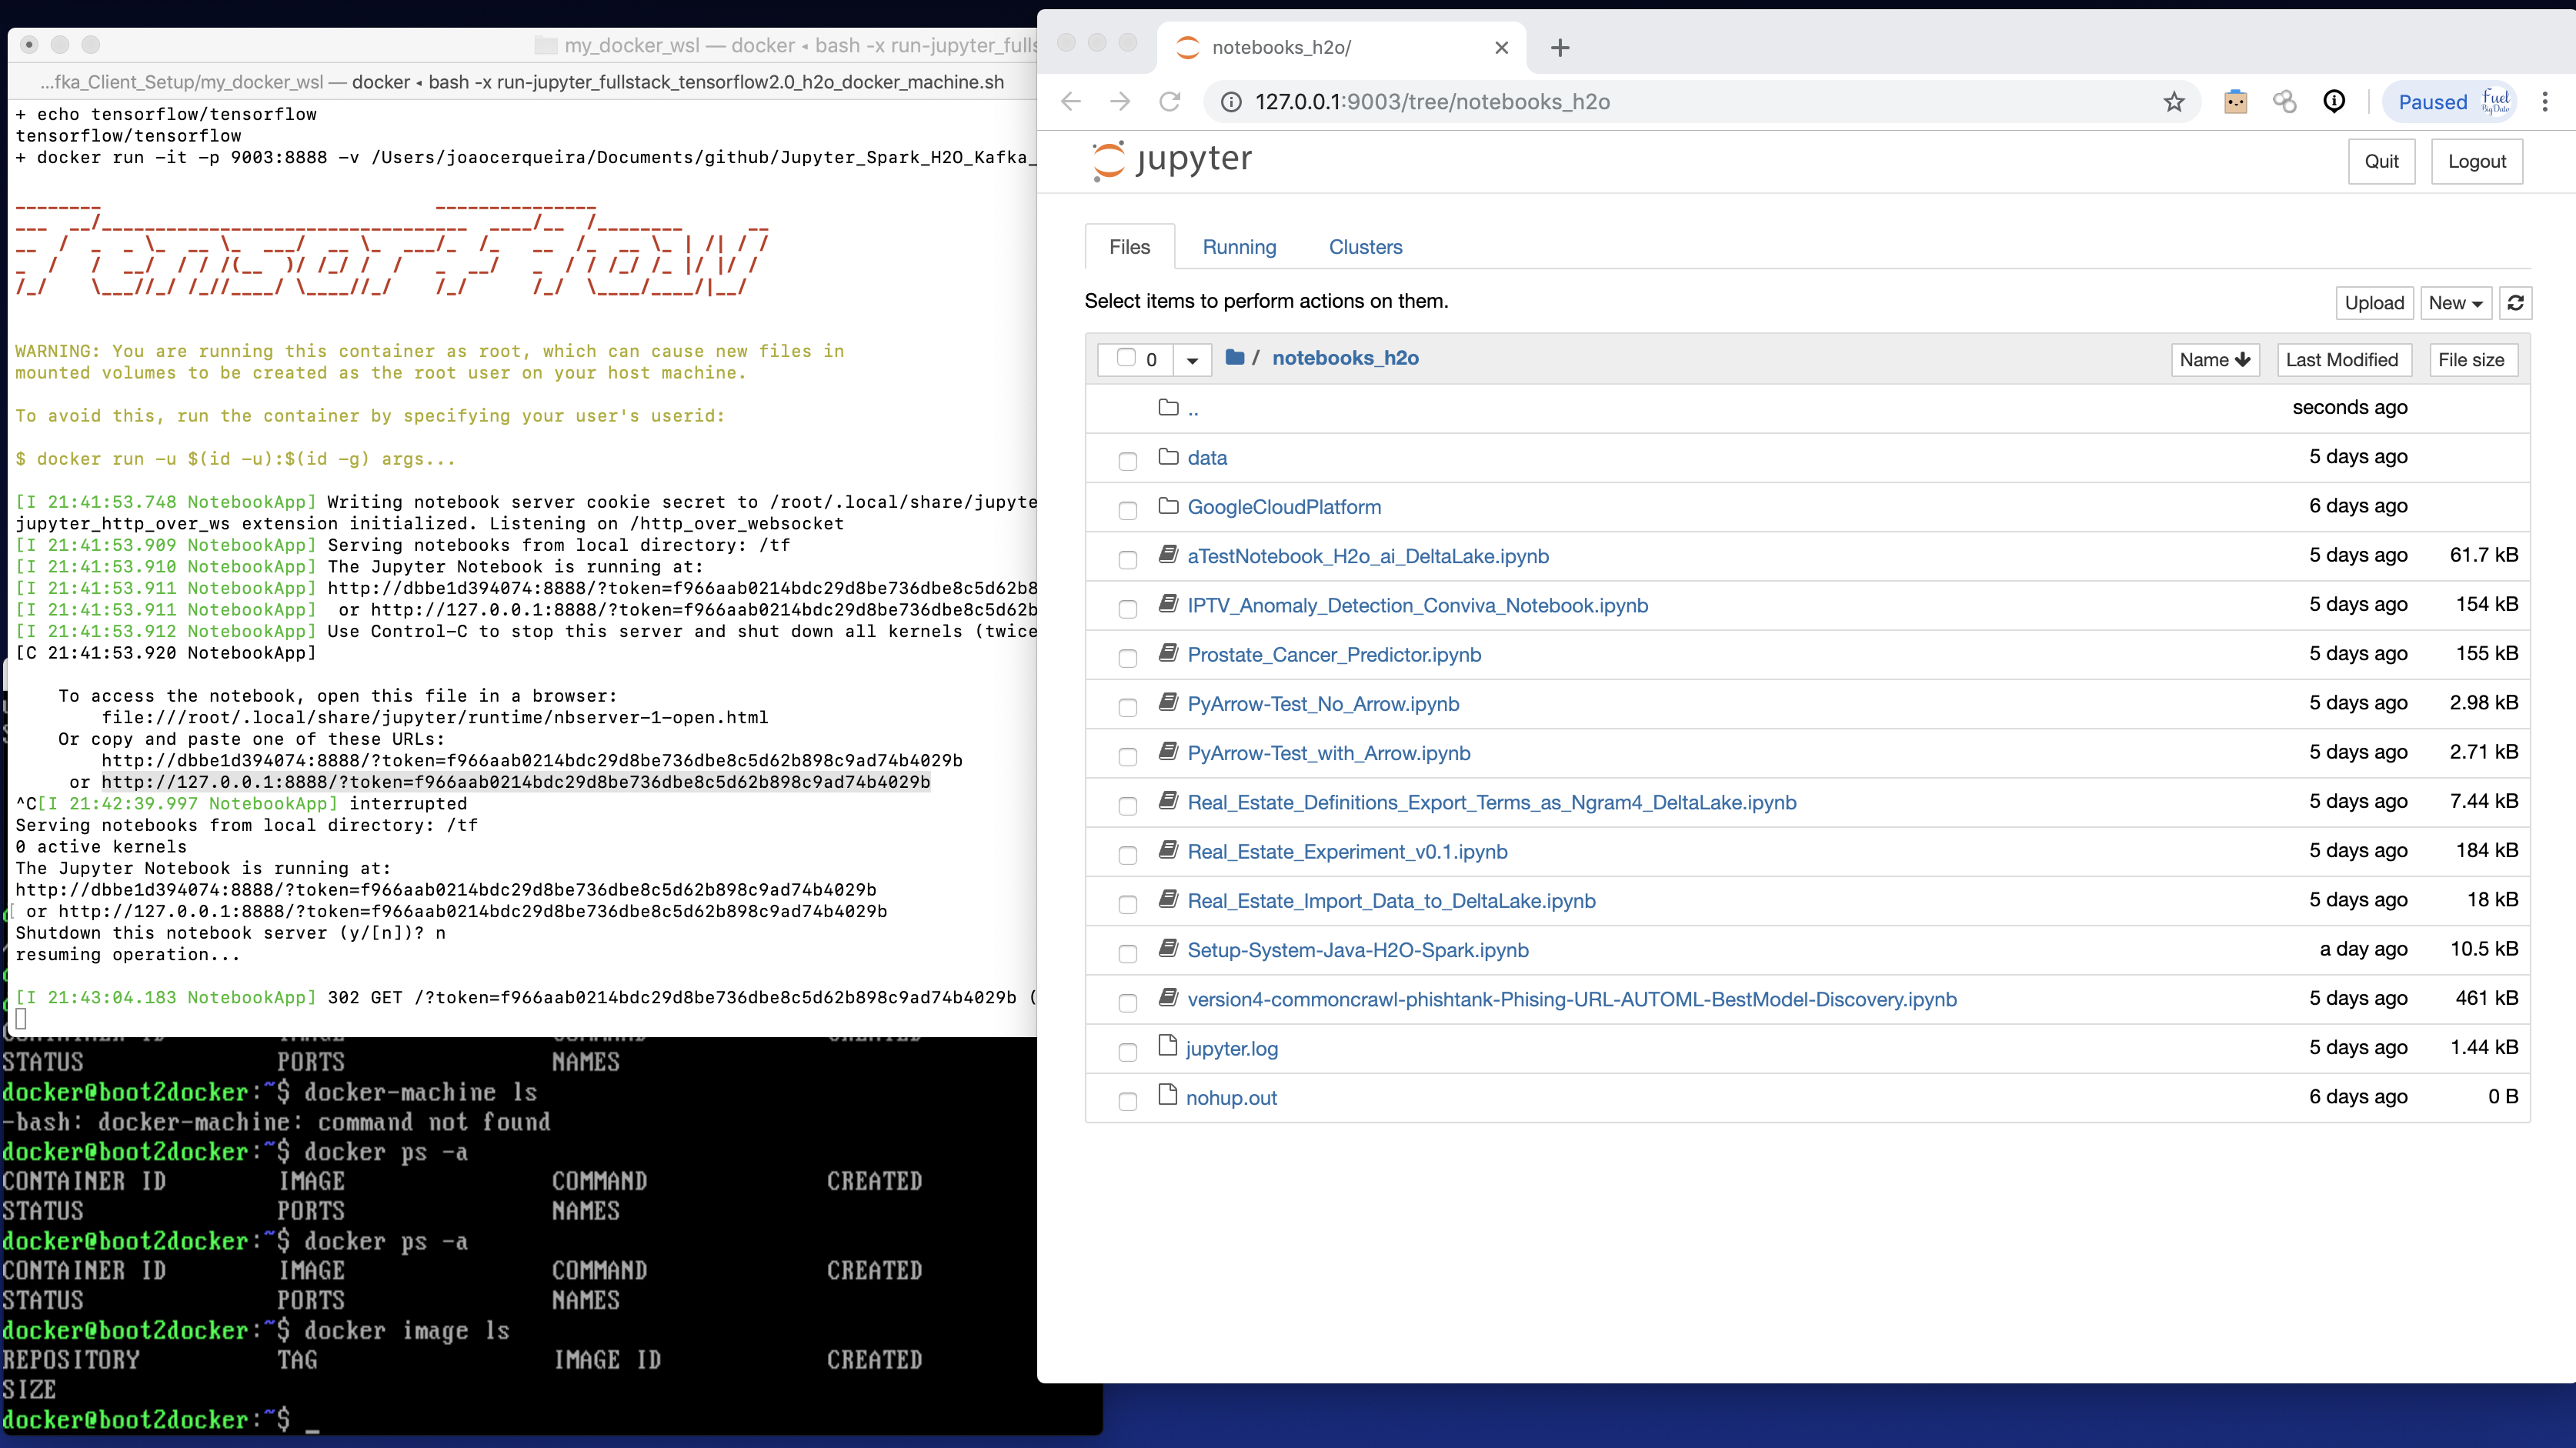 my_docker_wsl — docker ◂ bash -x run-jupyter_fulls
...fka_Client_Setup/my_docker_wsl — docker ◂ bash -x run-jupyter_fullstack_tensorflow2.0_h2o_docker_machine.sh
+ echo tensorflow/tensorflow
tensorflow/tensorflow
+ docker run -it -p 9003:8888 -v /Users/joaocerqueira/Documents/github/Jupyter_Spark_H2O_Kafka_
TensorFlow
WARNING: You are running this container as root, which can cause new files in
mounted volumes to be created as the root user on your host machine.
To avoid this, run the container by specifying your user's userid:
$ docker run -u $(id -u):$(id -g) args...
[I 21:41:53.748 NotebookApp] Writing notebook server cookie secret to /root/.local/share/jupyte
jupyter_http_over_ws extension initialized. Listening on /http_over_websocket
[I 21:41:53.909 NotebookApp] Serving notebooks from local directory: /tf
[I 21:41:53.910 NotebookApp] The Jupyter Notebook is running at:
[I 21:41:53.911 NotebookApp] http://dbbe1d394074:8888/?token=f966aab0214bdc29d8be736dbe8c5d62b8
[I 21:41:53.911 NotebookApp]  or http://127.0.0.1:8888/?token=f966aab0214bdc29d8be736dbe8c5d62b
[I 21:41:53.912 NotebookApp] Use Control-C to stop this server and shut down all kernels (twice
[C 21:41:53.920 NotebookApp]
To access the notebook, open this file in a browser:
file:///root/.local/share/jupyter/runtime/nbserver-1-open.html
Or copy and paste one of these URLs:
http://dbbe1d394074:8888/?token=f966aab0214bdc29d8be736dbe8c5d62b898c9ad74b4029b
or http://127.0.0.1:8888/?token=f966aab0214bdc29d8be736dbe8c5d62b898c9ad74b4029b
^C[I 21:42:39.997 NotebookApp] interrupted
Serving notebooks from local directory: /tf
0 active kernels
The Jupyter Notebook is running at:
http://dbbe1d394074:8888/?token=f966aab0214bdc29d8be736dbe8c5d62b898c9ad74b4029b
or http://127.0.0.1:8888/?token=f966aab0214bdc29d8be736dbe8c5d62b898c9ad74b4029b
Shutdown this notebook server (y/[n])? n
resuming operation...
[I 21:43:04.183 NotebookApp] 302 GET /?token=f966aab0214bdc29d8be736dbe8c5d62b898c9ad74b4029b (
CONTAINER ID IMAGE COMMAND CREATED
STATUS PORTS NAMES
docker@boot2docker:~$ docker-machine ls
-bash: docker-machine: command not found
docker@boot2docker:~$ docker ps -a
CONTAINER ID IMAGE COMMAND CREATED
STATUS PORTS NAMES
docker@boot2docker:~$ docker ps -a
CONTAINER ID IMAGE COMMAND CREATED
STATUS PORTS NAMES
docker@boot2docker:~$ docker image ls
REPOSITORY TAG IMAGE ID CREATED
SIZE
docker@boot2docker:~$ _
notebooks_h2o/
127.0.0.1:9003/tree/notebooks_h2o
Paused fuel Big Data
jupyter
Quit Logout
Files Running Clusters
Select items to perform actions on them.
Upload New
0 / notebooks_h2o Name Last Modified File size
.. seconds ago
data 5 days ago
GoogleCloudPlatform 6 days ago
aTestNotebook_H2o_ai_DeltaLake.ipynb 5 days ago 61.7 kB
IPTV_Anomaly_Detection_Conviva_Notebook.ipynb 5 days ago 154 kB
Prostate_Cancer_Predictor.ipynb 5 days ago 155 kB
PyArrow-Test_No_Arrow.ipynb 5 days ago 2.98 kB
PyArrow-Test_with_Arrow.ipynb 5 days ago 2.71 kB
Real_Estate_Definitions_Export_Terms_as_Ngram4_DeltaLake.ipynb 5 days ago 7.44 kB
Real_Estate_Experiment_v0.1.ipynb 5 days ago 184 kB
Real_Estate_Import_Data_to_DeltaLake.ipynb 5 days ago 18 kB
Setup-System-Java-H2O-Spark.ipynb a day ago 10.5 kB
version4-commoncrawl-phishtank-Phising-URL-AUTOML-BestModel-Discovery.ipynb 5 days ago 461 kB
jupyter.log 5 days ago 1.44 kB
nohup.out 6 days ago 0 B